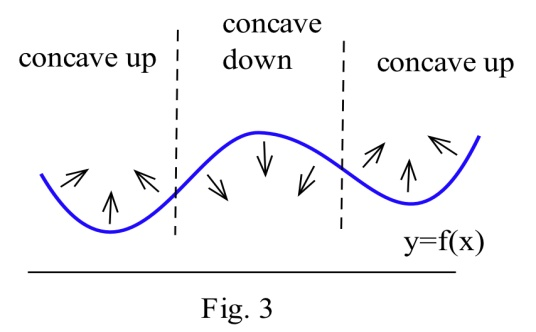 concave up
concave
down
concave up
y=f(x)
Fig. 3